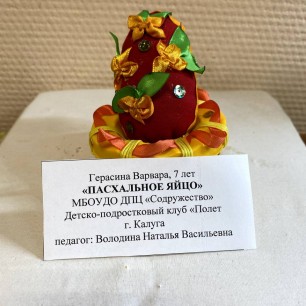 Герасина Варвара, 7 лет
«ПАСХАЛЬНОЕ ЯЙЦО»
МБОУДО ДПЦ «Содружество»
Детско-подростковый клуб «Полет
г. Калуга
педагог: Володина Наталья Васильевна